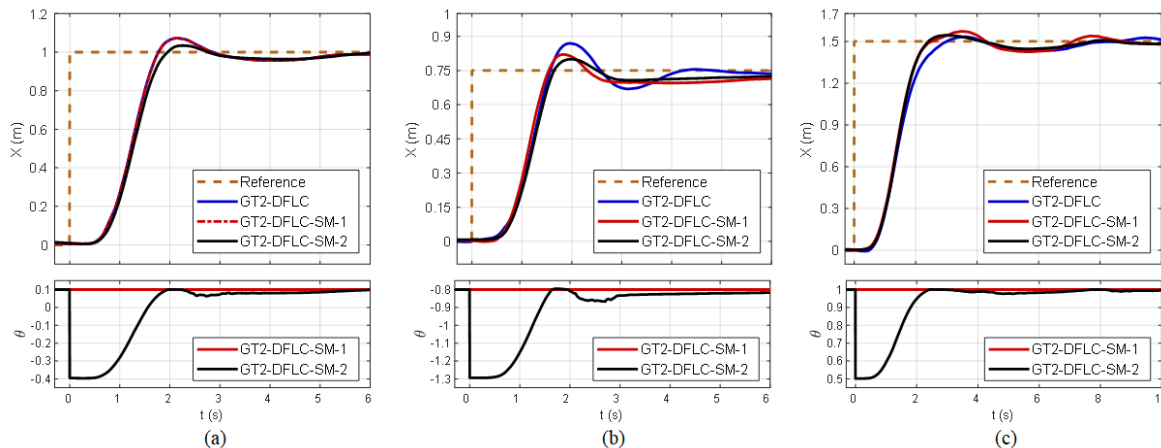 1.2
1
0.8
0.6
0.4
0.2
0
X (m)
Reference
GT2-DFLC
GT2-DFLC-SM-1
GT2-DFLC-SM-2
0.1
-0.1
-0.2
-0.3
-0.4
θ
GT2-DFLC-SM-1
GT2-DFLC-SM-2
0 1 2 3 4 5 6
t (s)
(a)
1
0.9
0.75
0.6
0.45
0.3
0.15
0
X (m)
Reference
GT2-DFLC
GT2-DFLC-SM-1
GT2-DFLC-SM-2
-0.8
-1
-1.1
-1.2
-1.3
θ
GT2-DFLC-SM-1
GT2-DFLC-SM-2
0 1 2 3 4 5 6
t (s)
(b)
1.7
1.5
1.2
0.9
0.6
0.3
0
X (m)
Reference
GT2-DFLC
GT2-DFLC-SM-1
GT2-DFLC-SM-2
1
0.9
0.8
0.7
0.6
0.5
θ
GT2-DFLC-SM-1
GT2-DFLC-SM-2
0 2 4 6 8
t (s)
(c)